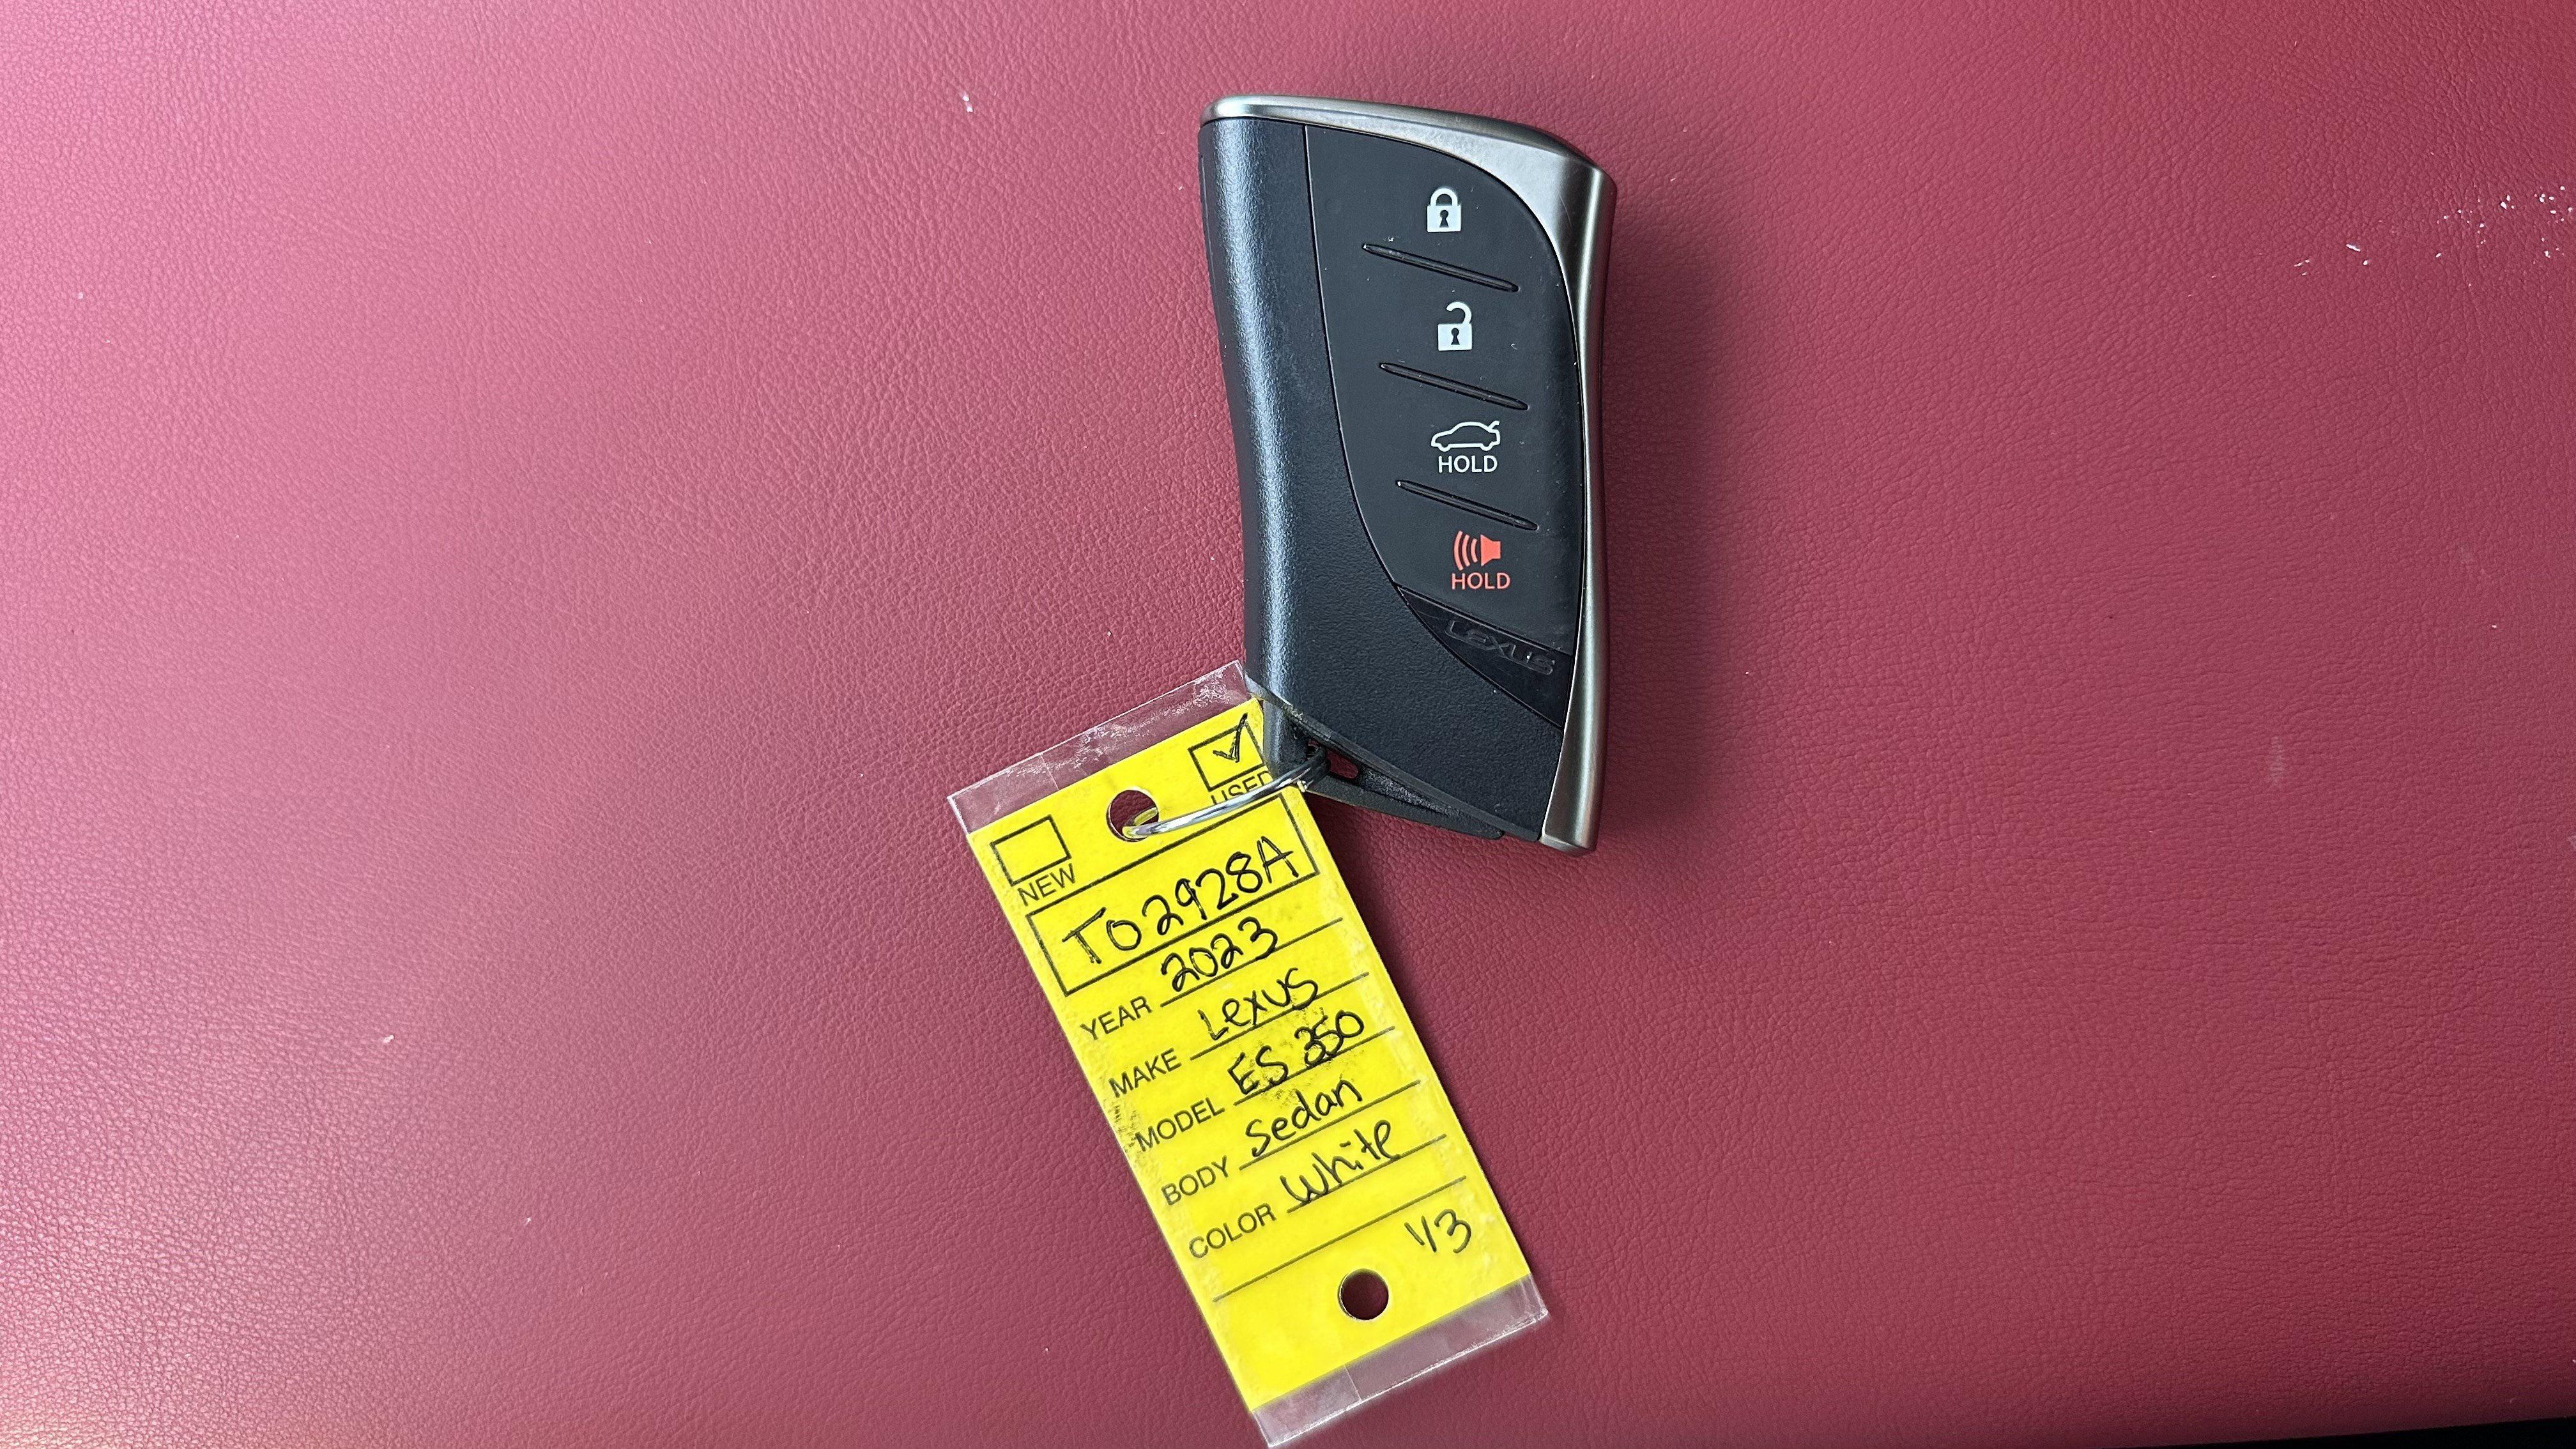 HOLD
HOLD
LEXUS
USED
NEW
T02928A
YEAR 2023
MAKE Lexus
MODEL ES 350
BODY Sedan
COLOR White
1/3